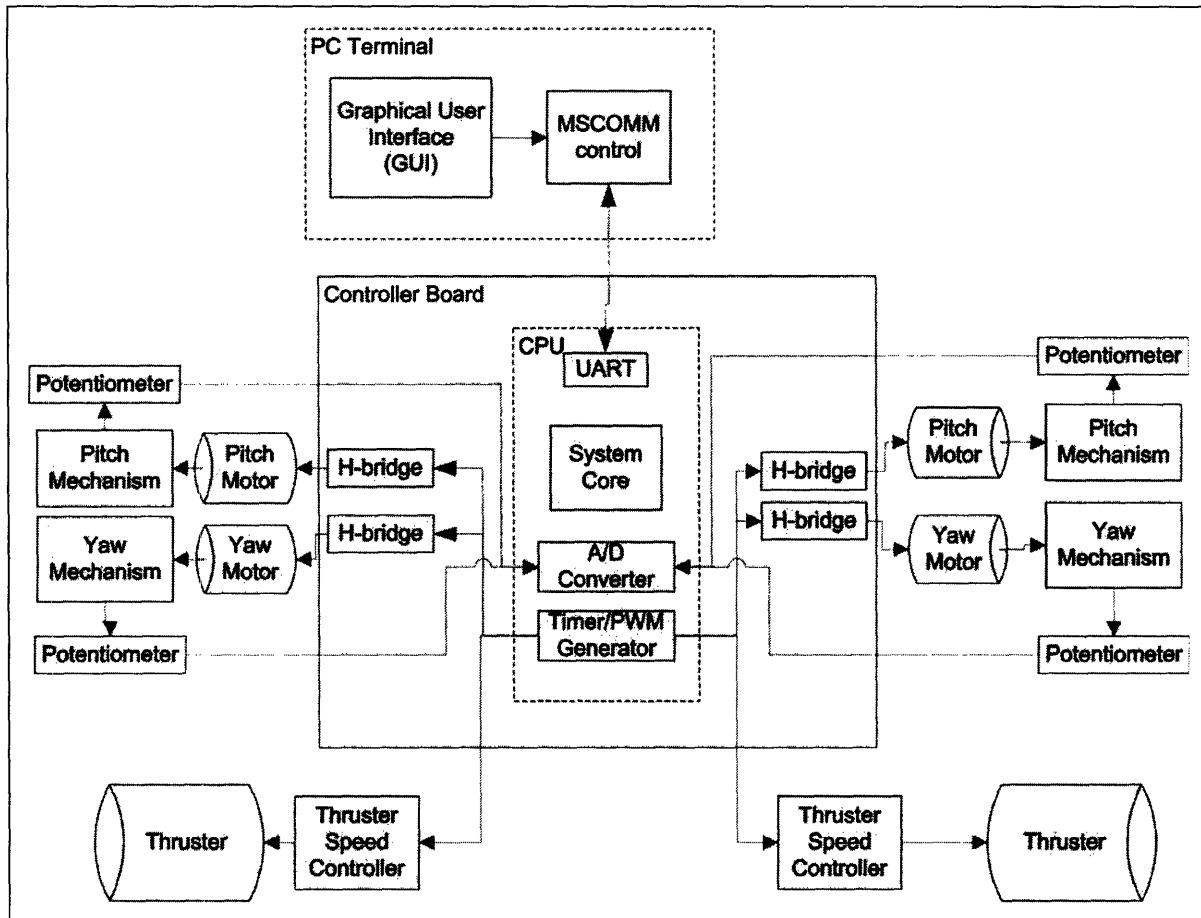 PC Terminal
Graphical User
Interface
(GUI)
MSCOMM
control
Controller Board
CPU
UART
System
Core
A/D
Converter
Timer/PWM
Generator
Potentiometer
Pitch
Mechanism
Pitch
Motor
H-bridge
Yaw
Mechanism
Yaw
Motor
H-bridge
Potentiometer
H-bridge
Pitch
Motor
Pitch
Mechanism
Potentiometer
H-bridge
Yaw
Motor
Yaw
Mechanism
Potentiometer
Thruster
Thruster
Speed
Controller
Thruster
Speed
Controller
Thruster